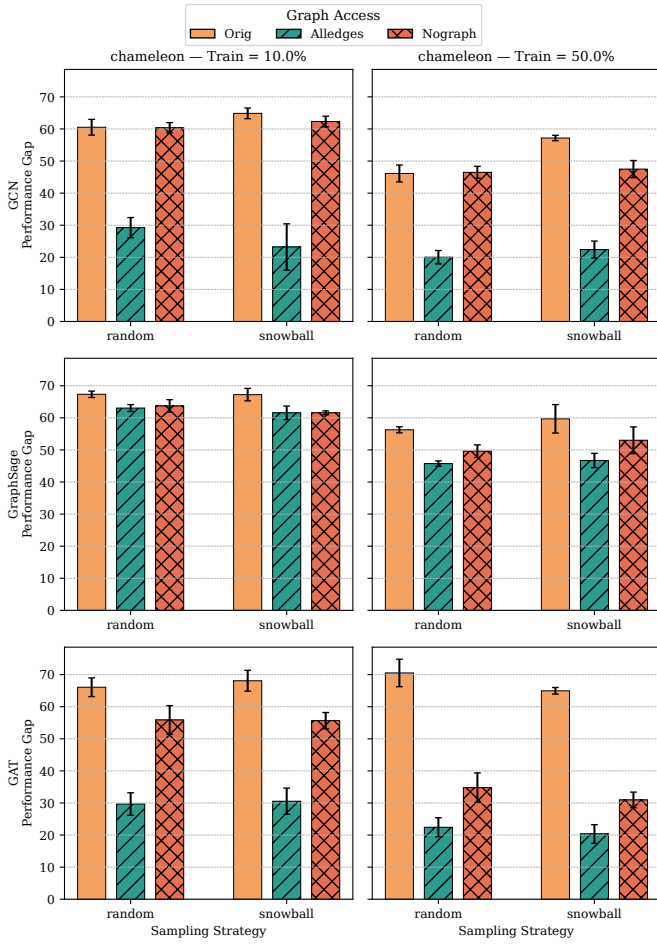 Graph Access
Orig Alledges Nograph
chameleon — Train = 10.0% chameleon — Train = 50.0%
GCN
Performance Gap
70
60
50
40
30
20
10
0
random snowball random snowball
GraphSage
Performance Gap
70
60
50
40
30
20
10
0
random snowball random snowball
GAT
Performance Gap
70
60
50
40
30
20
10
0
random snowball random snowball
Sampling Strategy Sampling Strategy